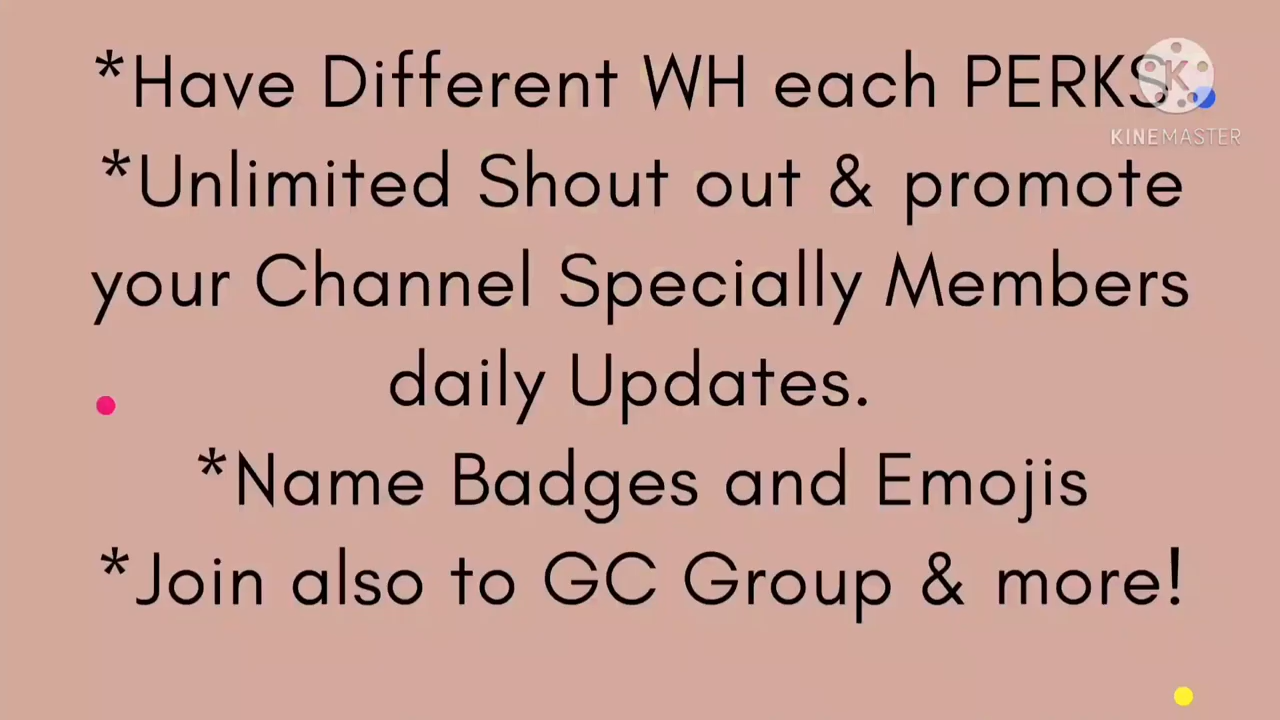 *Have Different WH each PERKS.
KINEMASTER
*Unlimited Shout out & promote
your Channel Specially Members
daily Updates.
*Name Badges and Emojis
*Join also to GC Group & more!